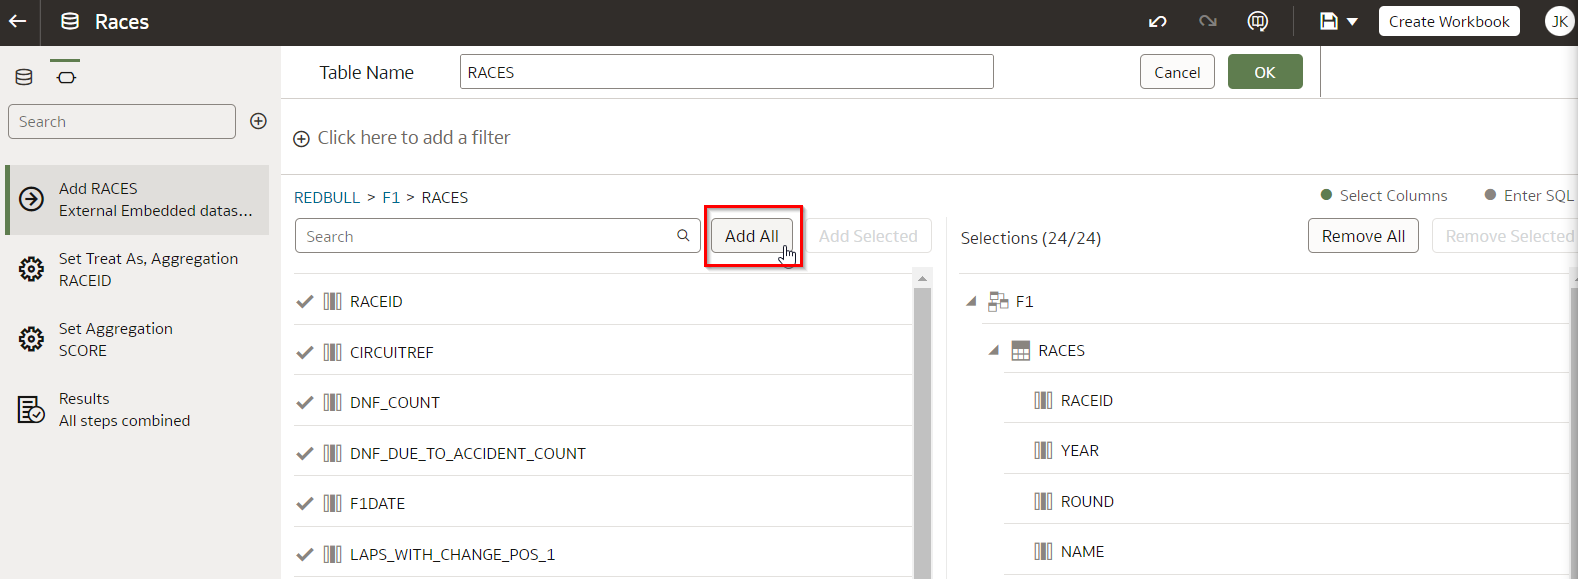 Races
Create Workbook
JK
Table Name
RACES
Cancel
OK
Search
Click here to add a filter
Add RACES
External Embedded datas...
Set Treat As, Aggregation
RACEID
Set Aggregation
SCORE
Results
All steps combined
REDBULL > F1 > RACES
Select Columns
Enter SQL
Search
Add All
Add Selected
Selections (24/24)
Remove All
Remove Selected
RACEID
CIRCUITREF
DNF_COUNT
DNF_DUE_TO_ACCIDENT_COUNT
F1DATE
LAPS_WITH_CHANGE_POS_1
F1
RACES
RACEID
YEAR
ROUND
NAME